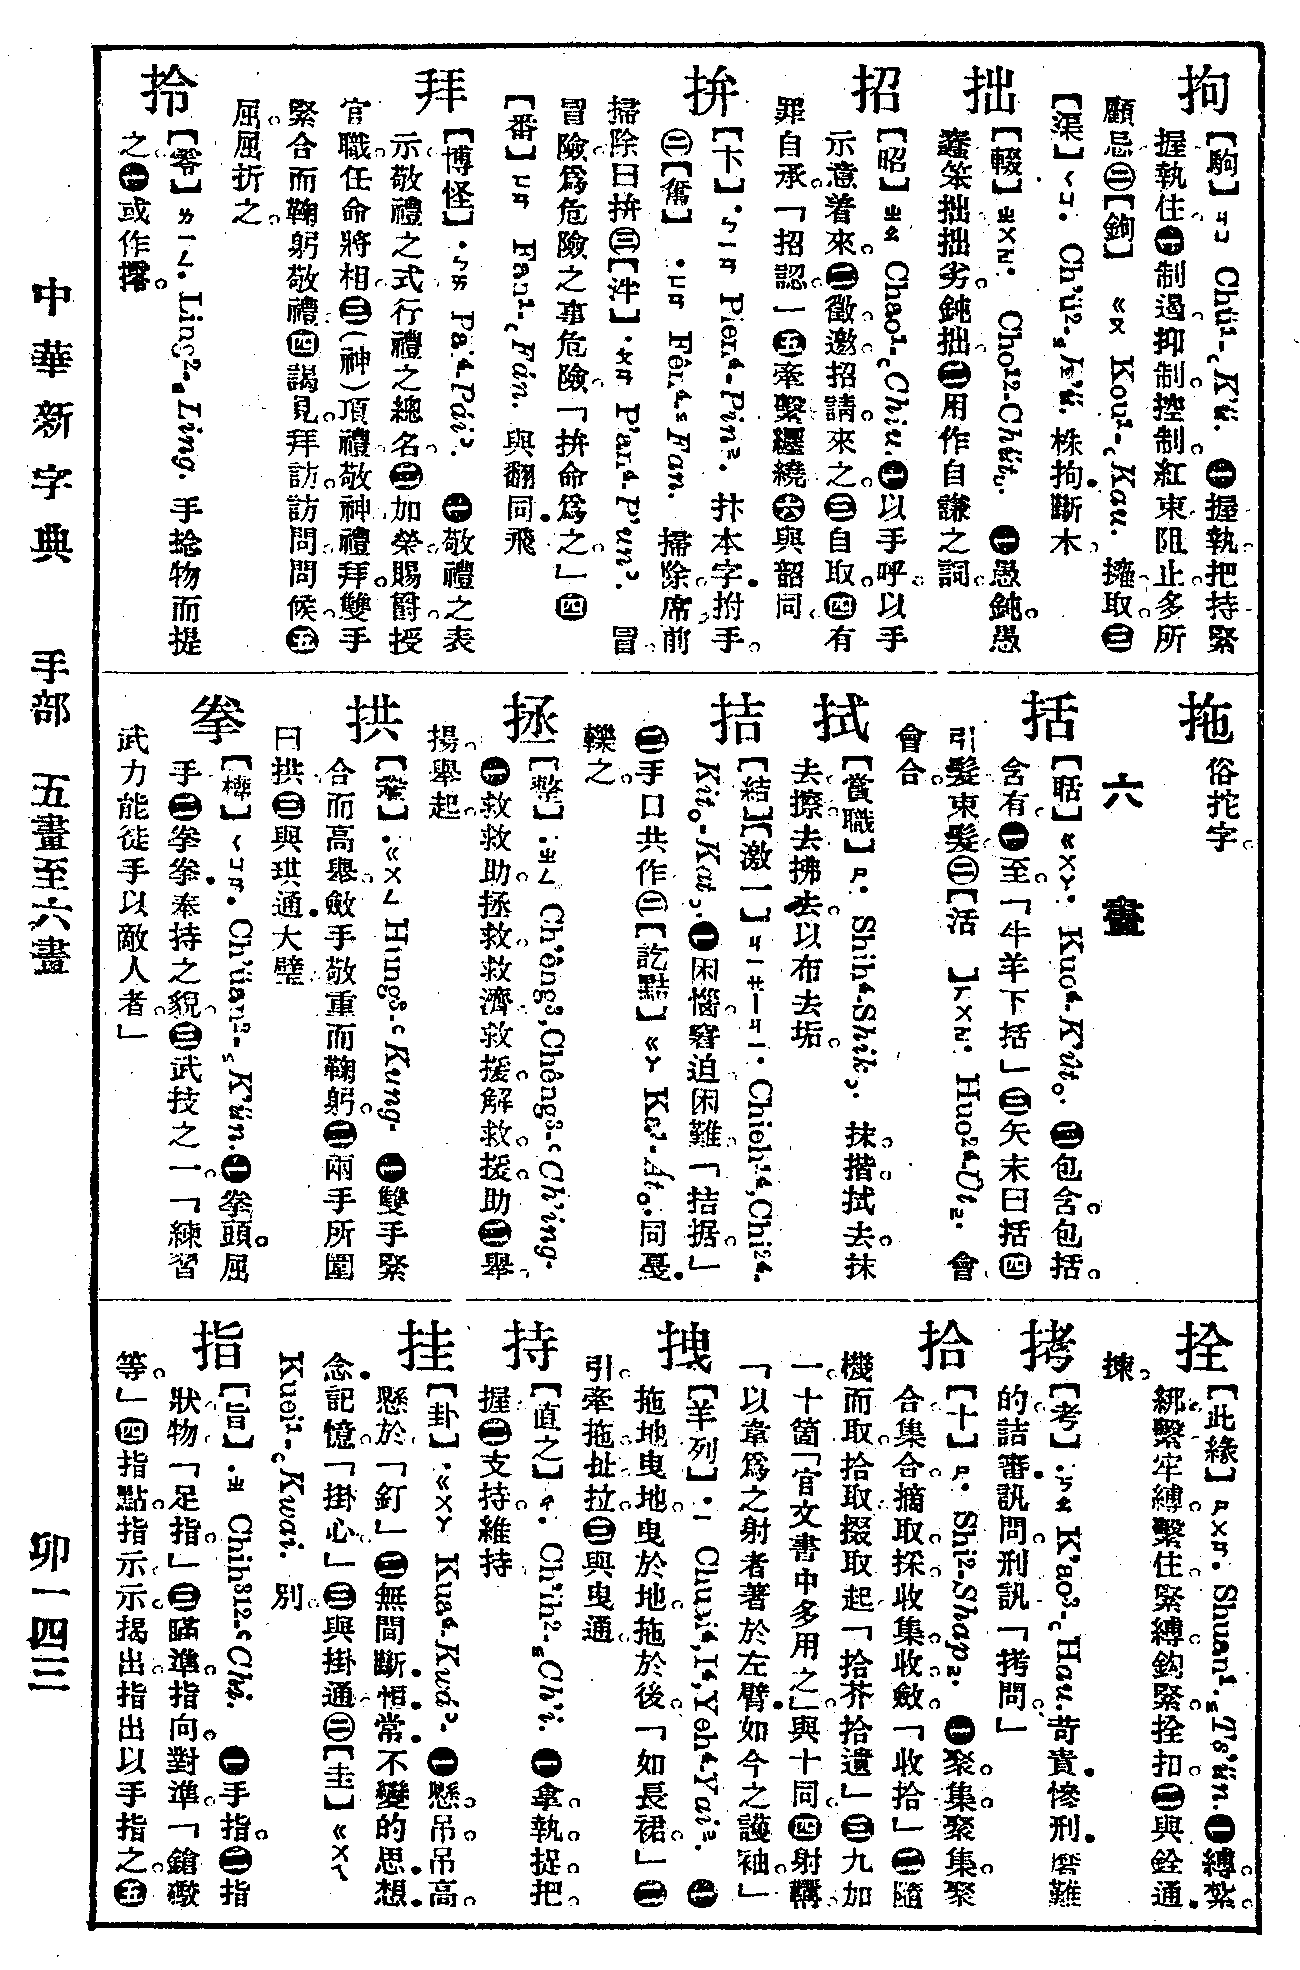 拘【駒】ㄐㄩ Chü¹-꜀K'ü. ㊀握執把持緊
握執住㊁制遏抑制控制糾束阻止多所
顧忌㊁【鉤】ㄍㄡ Kou¹-꜀Kau. 擁取㊂
【渠】ㄑㄩ. Ch'ü²-₅K'ü. 株拘斷木
拙【輟】ㄓㄨㄛ. Cho¹²-Chüt. ㊀愚鈍愚
蠢笨拙拙劣鈍拙㊁用作自謙之詞
招【昭】ㄓㄠ Chao¹-꜀Chiu. ㊀以手呼以手
示意着來㊁徵邀招請來之㊂自取㊃有
罪自承「招認」㊄牽繫纒繞㊅與韶同
拚【卞】ㄅㄧㄢ Pien⁴-Pín². 抃本字拊手
㊁【奮】ㄈㄣ Fên⁴-⁵Fan. 掃除席前
掃除曰拚㊂【泮】ㄆㄢ P'an⁴-P'un². 冒
冒險爲危險之事危險「拚命爲之」㊃
【番】ㄈㄢ Fan¹-꜀Fán. 與翻同飛
拜【博怪】ㄅㄞ Pai⁴-Pái². ㊀敬禮之表
示敬禮之式行禮之總名㊁加榮賜爵授
官職任命將相㊂(神)頂禮敬神禮拜雙手
緊合而鞠躬敬禮㊃謁見拜訪訪問問候㊄
屈屈折之
拎【零】ㄌㄧㄥ. Ling²-₅Ling. 手捻物而提
之㊀或作撂
拖 俗拕字
六 畫
括【聒】ㄍㄨㄚ. Kuo⁴-Kût. ㊀包含包括
含有㊀至「牛羊下括」㊂矢末曰括㊃
引髮束髮㊁【活】ㄏㄨㄛ. Huo²⁴-Ût₂. 會
會合
拭【賞職】ㄕ. Shih⁴-Shik. 抹揩拭去抹
去擦去拂去以布去垢
拮【結】【激一】ㄐㄧㄝㄧㄐㄧ. Chieh¹⁴,Chi²⁴.
Kit-Kat. ㊀困惱窘迫困難「拮据」
㊁手口共作㊁【訖黠】ㄍㄚ Ka²-Át. 同戞
轢之
拯【整】ㄓㄥ Ch'êng³,Chêng³-꜂Ch'ing.
㊀救救助拯救救濟救援解救援助㊁舉
揚舉起
拱【鞏】ㄍㄨㄥ Hung³-꜂Kung. ㊀雙手緊
合而高舉斂手敬重而鞠躬㊁兩手所圍
曰拱㊂與珙通大璧
拳【權】ㄑㄩㄢ. Ch'üan²-₅K'ün. ㊀拳頭屈
手㊁拳拳奉持之貌㊂武技之一「練習
武力能徒手以敵人者」
拴【此緣】ㄕㄨㄢ. Shuan¹.₅Ts'ün. ㊀縛紮
綁繫牢縛繫住緊縛鈎緊拴扣㊁與銓通
揀
拷【考】ㄎㄠ K'ao³-꜀Hau. 苛責慘刑磨難
的詰審訊問刑訊「拷問」
拾【十】ㄕ. Shi²-Shap₂. ㊀聚集聚集聚
合集合摘取採收集收斂「收拾」㊁隨
機而取拾取掇取起「拾芥拾遺」㊂九加
一十箇「官文書中多用之」與十同㊃射鞲
「以韋爲之射者著於左臂如今之護袖」
拽【羊列】ㄧ Chuai⁴,I⁴,Yeh⁴-Yai². ㊀
拖地曳地曳於地拖於後「如長裙」㊁
引牽拖扯拉㊂與曳通
持【直之】ㄔ. Ch'ih²-₅Ch'i. ㊀拿執捉把
握㊁支持維持
挂【卦】ㄍㄨㄚ Kua⁴-Kwá². ㊀懸吊吊高
懸於「釘」㊁無間斷恒常不變的思想
念記憶「掛心」㊂與掛通㊁【圭】ㄍㄨㄟ
Kuei¹-꜀Kwai. 別
指【旨】ㄓ Chih³¹²-꜂Chi. ㊀手指㊁指
狀物「足指」㊂瞄準指向對準「鎗礮
等」㊃指點指示示揭出指出以手指之㊄
中華新字典 手部 五畫至六畫
卯一四三